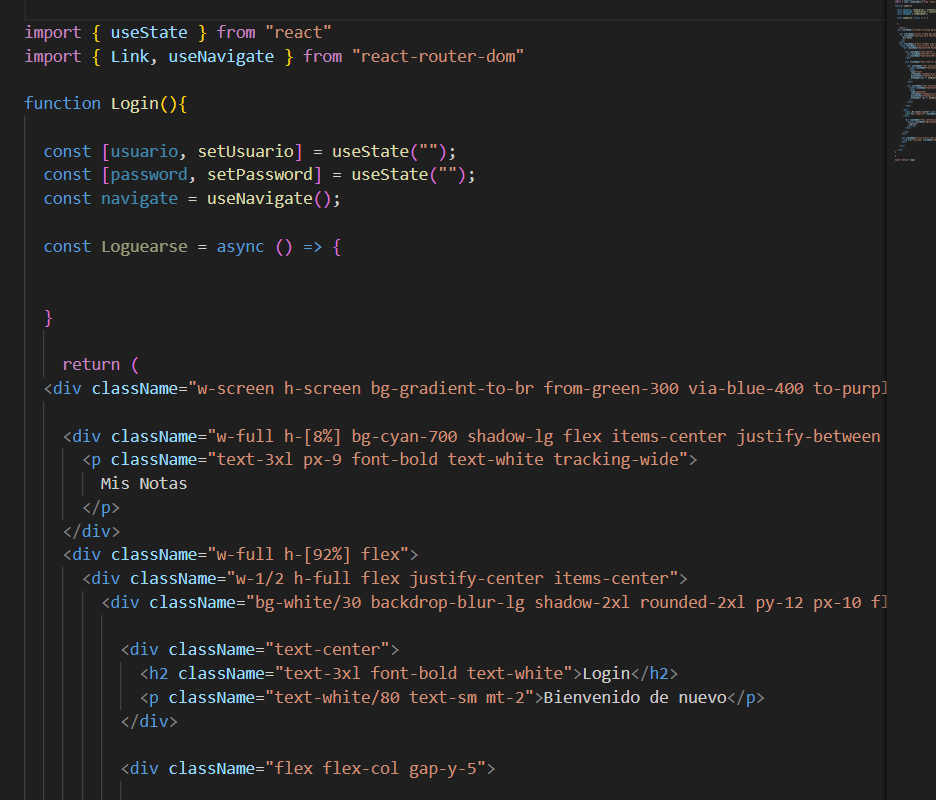 import { useState } from "react"
import { Link, useNavigate } from "react-router-dom"
function Login(){
const [usuario, setUsuario] = useState("");
const [password, setPassword] = useState("");
const navigate = useNavigate();
const Loguearse = async () => {
}
return (
<div className="w-screen h-screen bg-gradient-to-br from-green-300 via-blue-400 to-purpl
<div className="w-full h-[8%] bg-cyan-700 shadow-lg flex items-center justify-between
<p className="text-3xl px-9 font-bold text-white tracking-wide">
Mis Notas
</p>
</div>
<div className="w-full h-[92%] flex">
<div className="w-1/2 h-full flex justify-center items-center">
<div className="bg-white/30 backdrop-blur-lg shadow-2xl rounded-2xl py-12 px-10 fl
<div className="text-center">
<h2 className="text-3xl font-bold text-white">Login</h2>
<p className="text-white/80 text-sm mt-2">Bienvenido de nuevo</p>
</div>
<div className="flex flex-col gap-y-5">